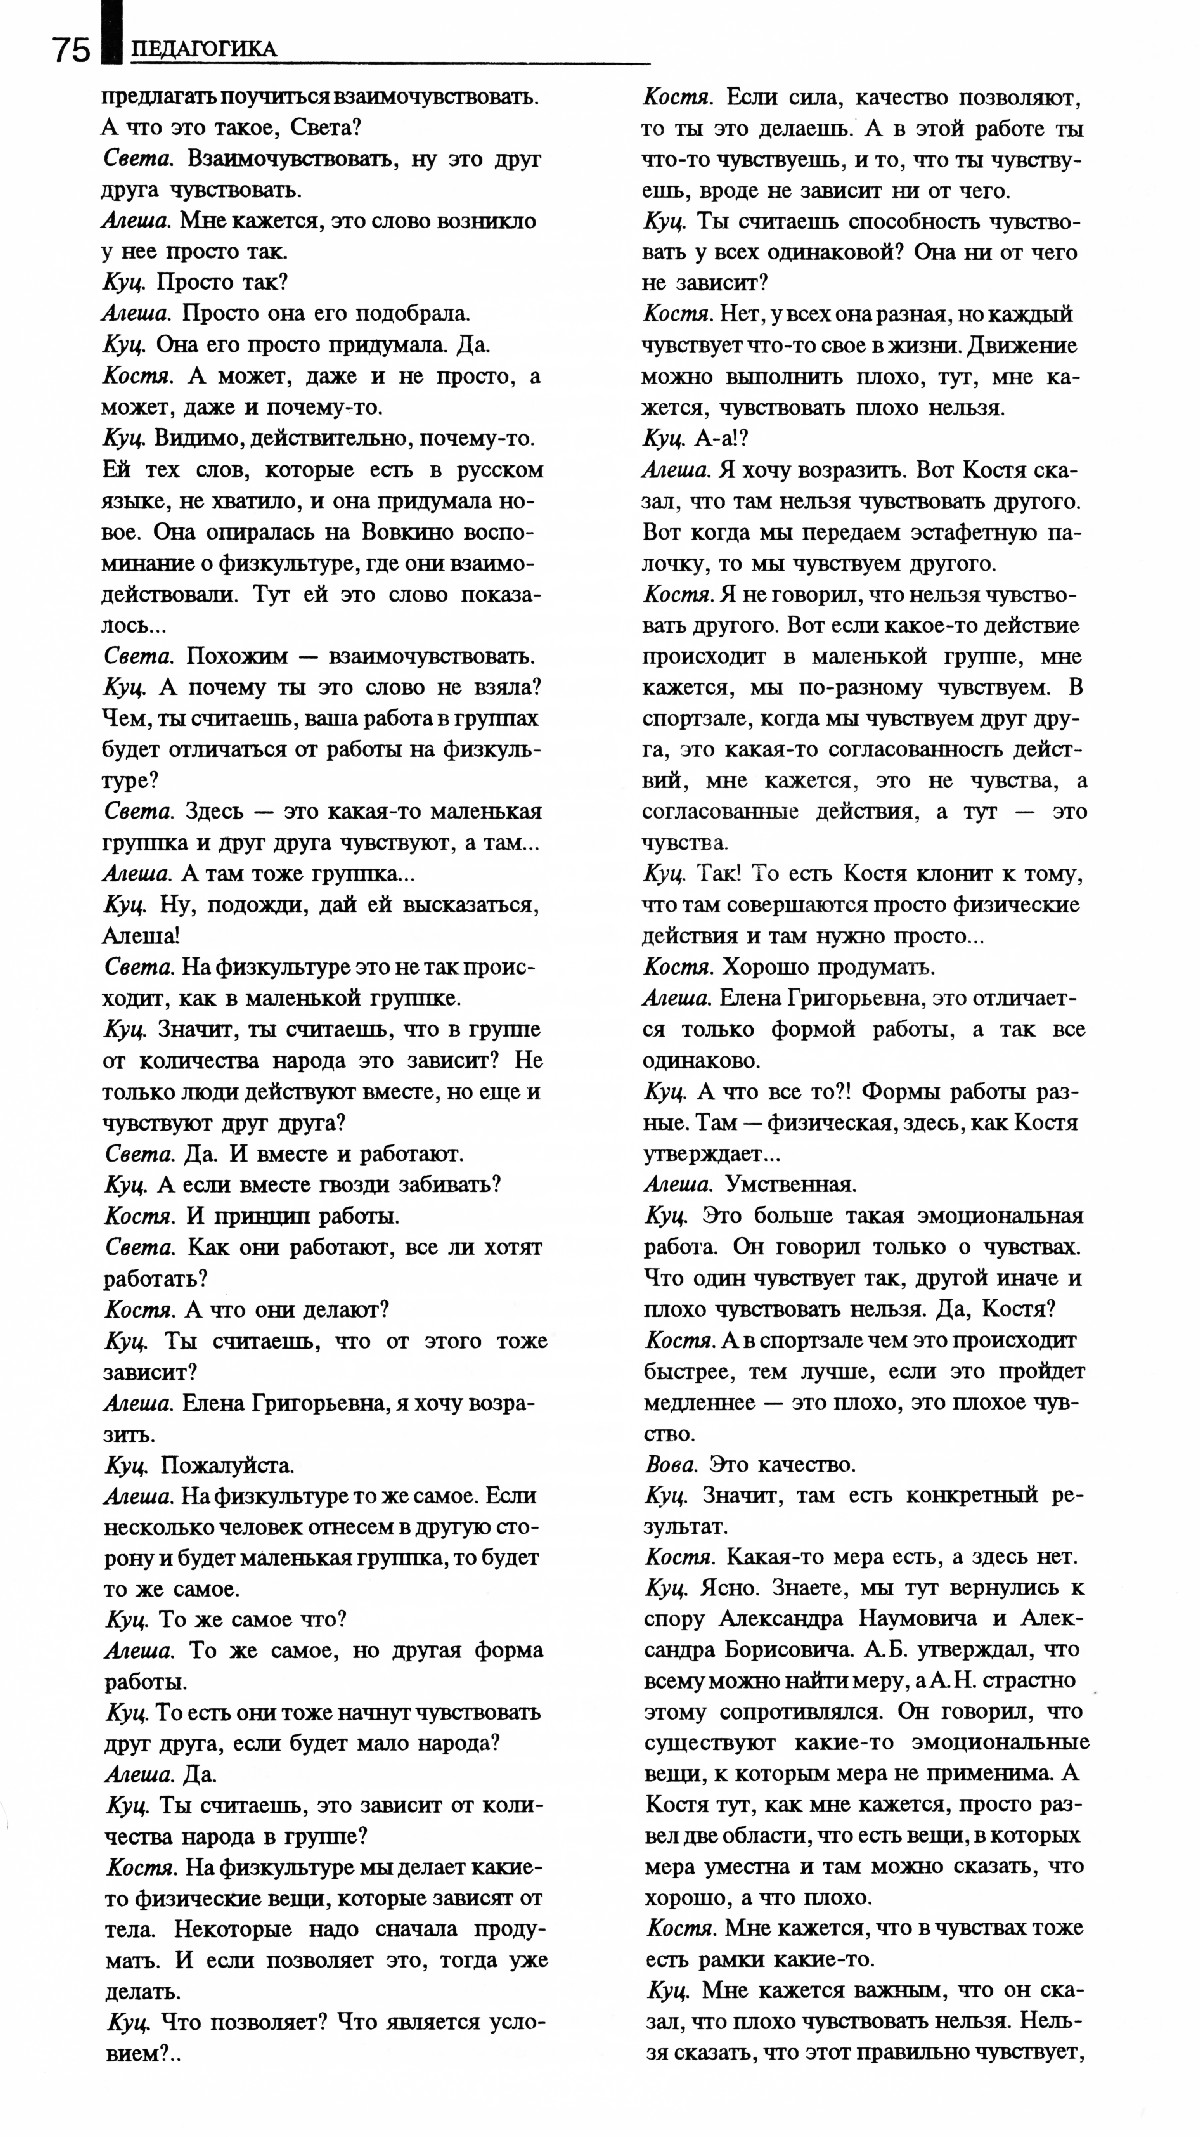 75 ПЕДАГОГИКА
предлагать поучиться взаимочувствовать.
А что это такое, Света?
Света. Взаимочувствовать, ну это друг
друга чувствовать.
Алеша. Мне кажется, это слово возникло
у нее просто так.
Куц. Просто так?
Алеша. Просто она его подобрала.
Куц. Она его просто придумала. Да.
Костя. А может, даже и не просто, а
может, даже и почему-то.
Куц. Видимо, действительно, почему-то.
Ей тех слов, которые есть в русском
языке, не хватило, и она придумала но-
вое. Она опиралась на Вовкино воспо-
минание о физкультуре, где они взаимо-
действовали. Тут ей это слово показа-
лось...
Света. Похожим — взаимочувствовать.
Куц. А почему ты это слово не взяла?
Чем, ты считаешь, ваша работа в группах
будет отличаться от работы на физкуль-
туре?
Света. Здесь — это какая-то маленькая
группка и друг друга чувствуют, а там...
Алеша. А там тоже группка...
Куц. Ну, подожди, дай ей высказаться,
Алеша!
Света. На физкультуре это не так проис-
ходит, как в маленькой группке.
Куц. Значит, ты считаешь, что в группе
от количества народа это зависит? Не
только люди действуют вместе, но еще и
чувствуют друг друга?
Света. Да. И вместе и работают.
Куц. А если вместе гвозди забивать?
Костя. И принцип работы.
Света. Как они работают, все ли хотят
работать?
Костя. А что они делают?
Куц. Ты считаешь, что от этого тоже
зависит?
Алеша. Елена Григорьевна, я хочу возра-
зить.
Куц. Пожалуйста.
Алеша. На физкультуре то же самое. Если
несколько человек отнесем в другую сто-
рону и будет маленькая группка, то будет
то же самое.
Куц. То же самое что?
Алеша. То же самое, но другая форма
работы.
Куц. То есть они тоже начнут чувствовать
друг друга, если будет мало народа?
Алеша. Да.
Куц. Ты считаешь, это зависит от коли-
чества народа в группе?
Костя. На физкультуре мы делает какие-
то физические вещи, которые зависят от
тела. Некоторые надо сначала проду-
мать. И если позволяет это, тогда уже
делать.
Куц. Что позволяет? Что является усло-
вием?..
Костя. Если сила, качество позволяют,
то ты это делаешь. А в этой работе ты
что-то чувствуешь, и то, что ты чувству-
ешь, вроде не зависит ни от чего.
Куц. Ты считаешь способность чувство-
вать у всех одинаковой? Она ни от чего
не зависит?
Костя. Нет, у всех она разная, но каждый
чувствует что-то свое в жизни. Движение
можно выполнить плохо, тут, мне ка-
жется, чувствовать плохо нельзя.
Куц. А-а!?
Алеша. Я хочу возразить. Вот Костя ска-
зал, что там нельзя чувствовать другого.
Вот когда мы передаем эстафетную па-
лочку, то мы чувствуем другого.
Костя. Я не говорил, что нельзя чувство-
вать другого. Вот если какое-то действие
происходит в маленькой группе, мне
кажется, мы по-разному чувствуем. В
спортзале, когда мы чувствуем друг дру-
га, это какая-то согласованность дейст-
вий, мне кажется, это не чувства, а
согласованные действия, а тут — это
чувства.
Куц. Так! То есть Костя клонит к тому,
что там совершаются просто физические
действия и там нужно просто...
Костя. Хорошо продумать.
Алеша. Елена Григорьевна, это отличает-
ся только формой работы, а так все
одинаково.
Куц. А что все то?! Формы работы раз-
ные. Там — физическая, здесь, как Костя
утверждает...
Алеша. Умственная.
Куц. Это больше такая эмоциональная
работа. Он говорил только о чувствах.
Что один чувствует так, другой иначе и
плохо чувствовать нельзя. Да, Костя?
Костя. А в спортзале чем это происходит
быстрее, тем лучше, если это пройдет
медленнее — это плохо, это плохое чув-
ство.
Вова. Это качество.
Куц. Значит, там есть конкретный ре-
зультат.
Костя. Какая-то мера есть, а здесь нет.
Куц. Ясно. Знаете, мы тут вернулись к
спору Александра Наумовича и Алек-
сандра Борисовича. А.Б. утверждал, что
всему можно найти меру, а А.Н. страстно
этому сопротивлялся. Он говорил, что
существуют какие-то эмоциональные
вещи, к которым мера не применима. А
Костя тут, как мне кажется, просто раз-
вел две области, что есть вещи, в которых
мера уместна и там можно сказать, что
хорошо, а что плохо.
Костя. Мне кажется, что в чувствах тоже
есть рамки какие-то.
Куц. Мне кажется важным, что он ска-
зал, что плохо чувствовать нельзя. Нель-
зя сказать, что этот правильно чувствует,